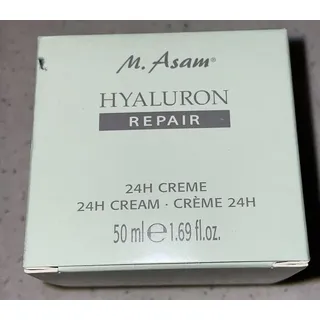 M. Asam®
HYALURON
REPAIR
24H CREME
24H CREAM · CRÈME 24H
50 ml ℮ 1.69 fl.oz.